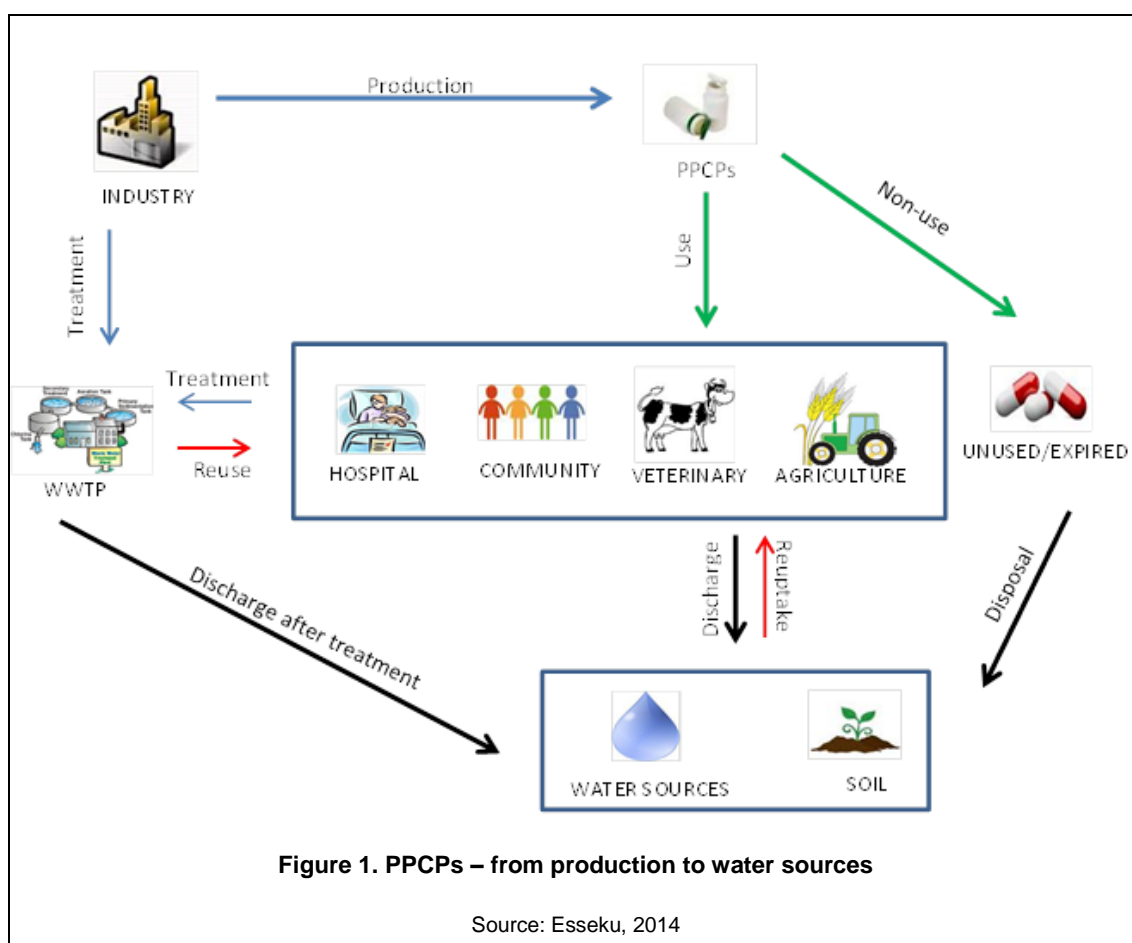 Production
INDUSTRY
PPCPs
Non-use
Use
Treatment
Treatment
Reuse
WWTP
HOSPITAL
COMMUNITY
VETERINARY
AGRICULTURE
UNUSED/EXPIRED
Discharge
Reuptake
Disposal
Discharge after treatment
WATER SOURCES
SOIL
Figure 1. PPCPs – from production to water sources
Source: Esseku, 2014